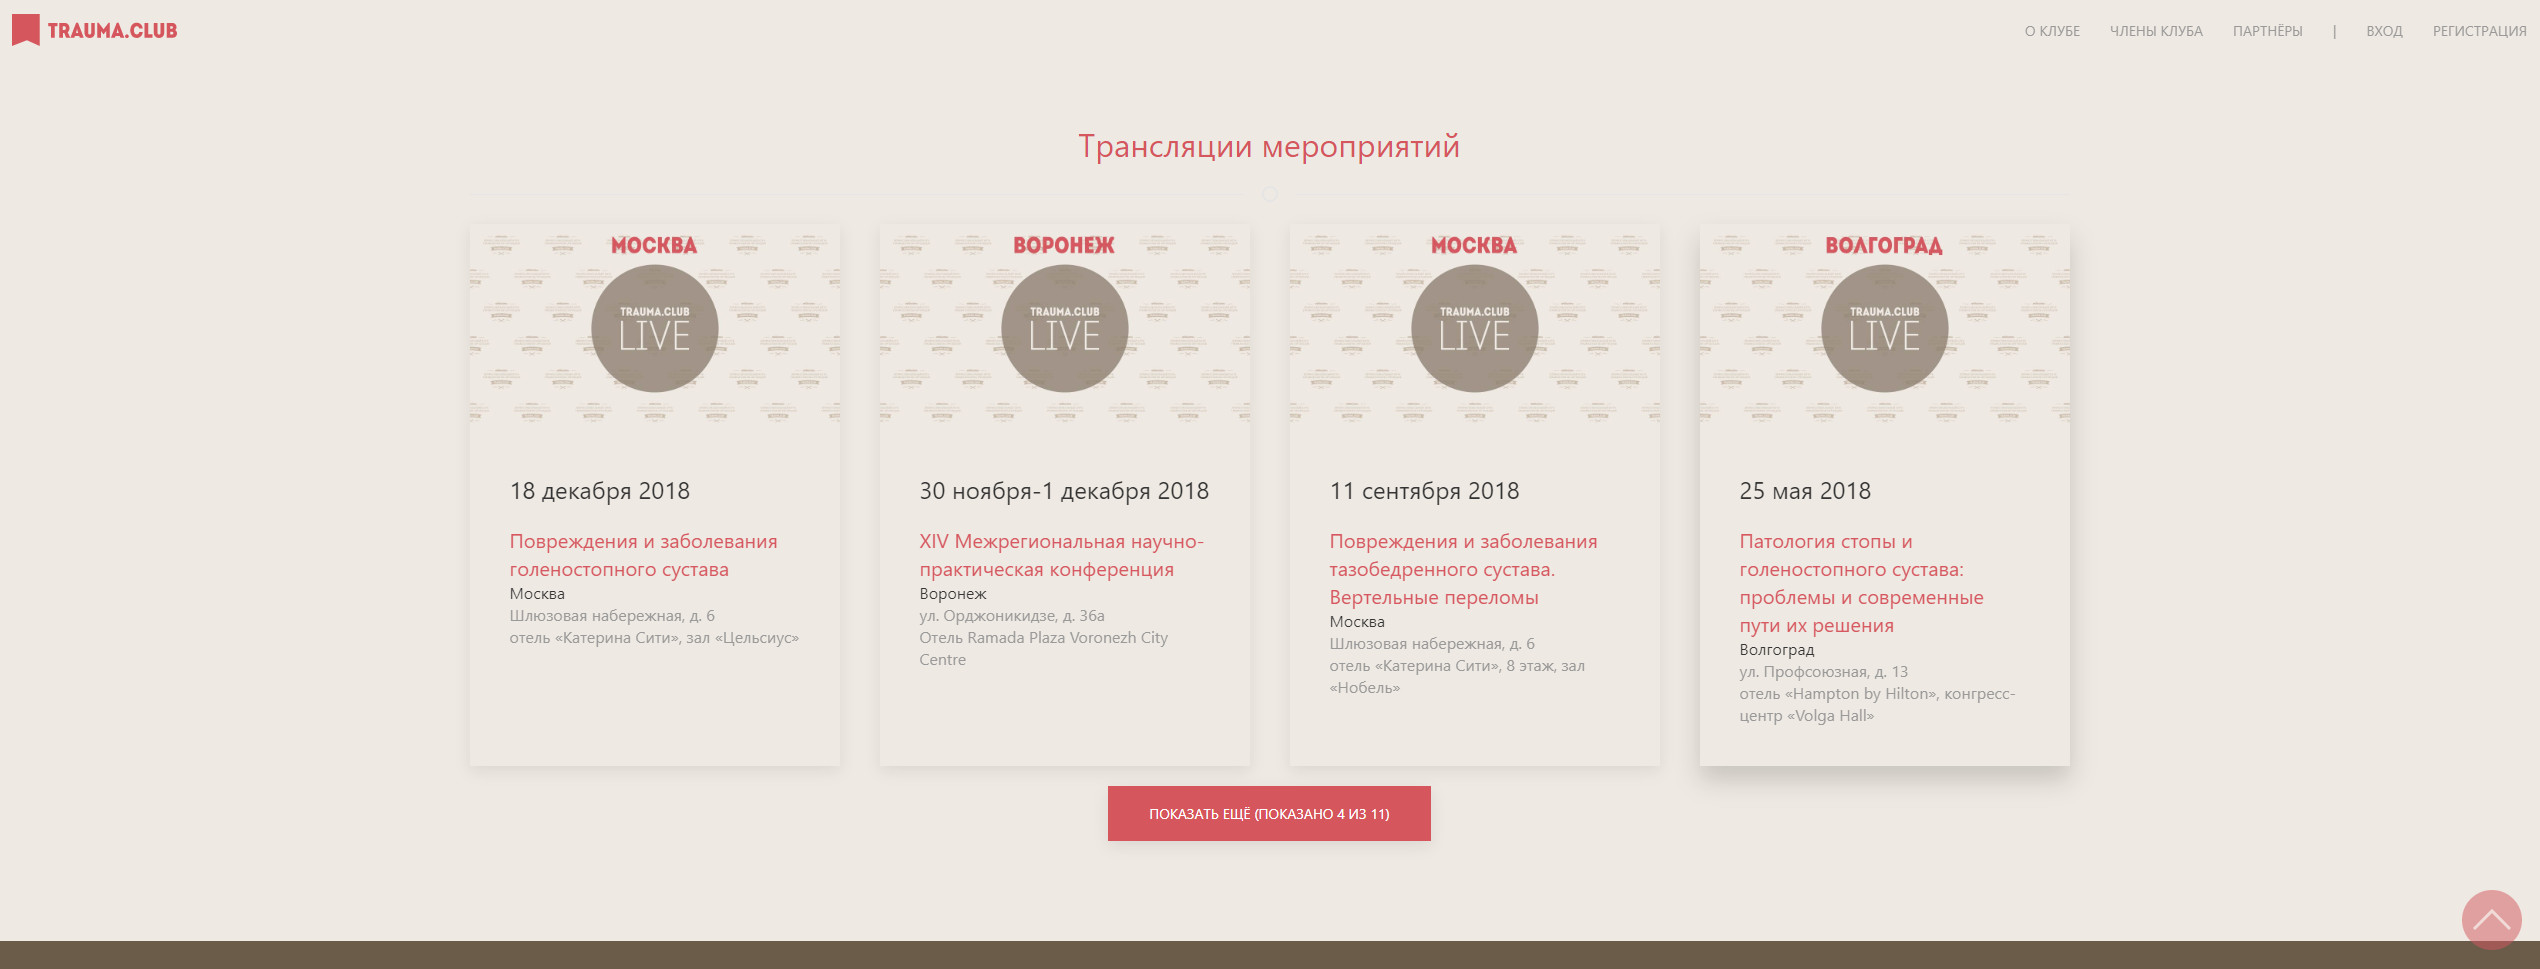 TRAUMA.CLUB
О КЛУБЕ ЧЛЕНЫ КЛУБА ПАРТНЁРЫ | ВХОД РЕГИСТРАЦИЯ
Трансляции мероприятий
МОСКВА
TRAUMA.CLUB
LIVE
18 декабря 2018
Повреждения и заболевания
голеностопного сустава
Москва
Шлюзовая набережная, д. 6
отель «Катерина Сити», зал «Цельсиус»
ВОРОНЕЖ
TRAUMA.CLUB
LIVE
30 ноября-1 декабря 2018
XIV Межрегиональная научно-
практическая конференция
Воронеж
ул. Орджоникидзе, д. 36а
Отель Ramada Plaza Voronezh City
Centre
МОСКВА
TRAUMA.CLUB
LIVE
11 сентября 2018
Повреждения и заболевания
тазобедренного сустава.
Вертельные переломы
Москва
Шлюзовая набережная, д. 6
отель «Катерина Сити», 8 этаж, зал
«Нобель»
ВОЛГОГРАД
TRAUMA.CLUB
LIVE
25 мая 2018
Патология стопы и
голеностопного сустава:
проблемы и современные
пути их решения
Волгоград
ул. Профсоюзная, д. 13
отель «Hampton by Hilton», конгресс-
центр «Volga Hall»
ПОКАЗАТЬ ЕЩЁ (ПОКАЗАНО 4 ИЗ 11)